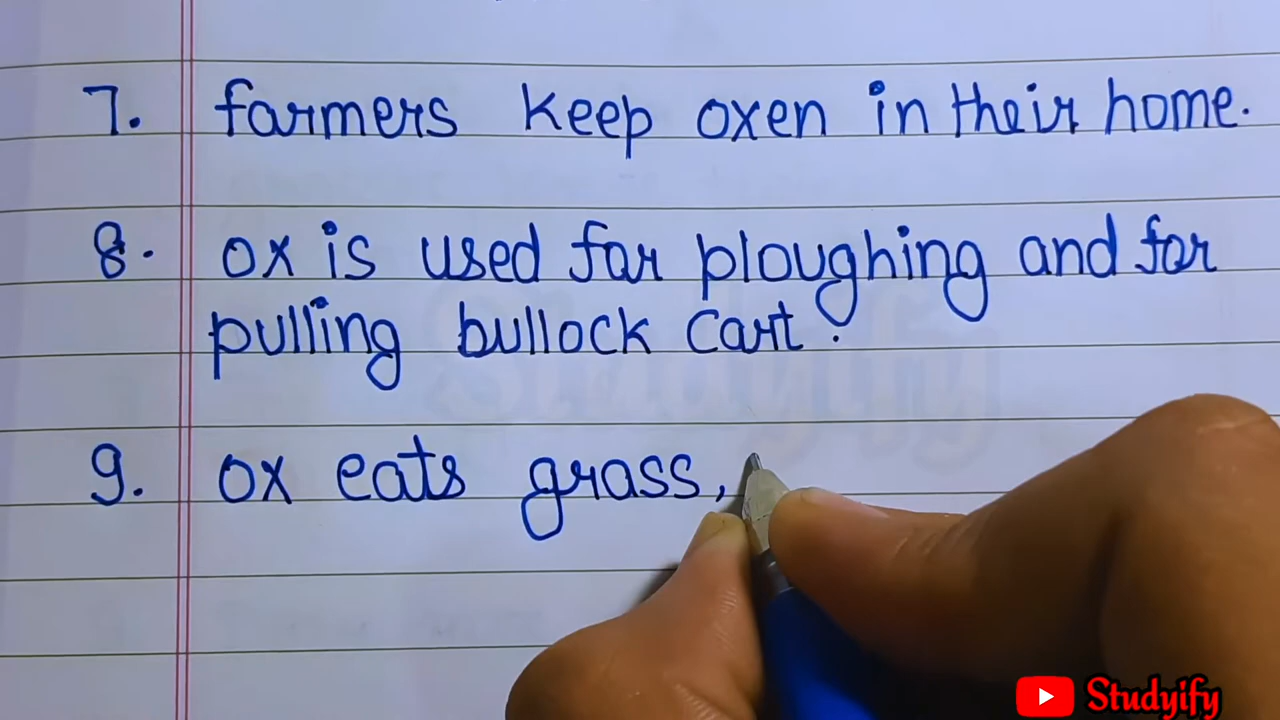 7. farmers keep oxen in their home.
8. ox is used for ploughing and for
pulling bullock cart.
9. ox eats grass,
Studyify